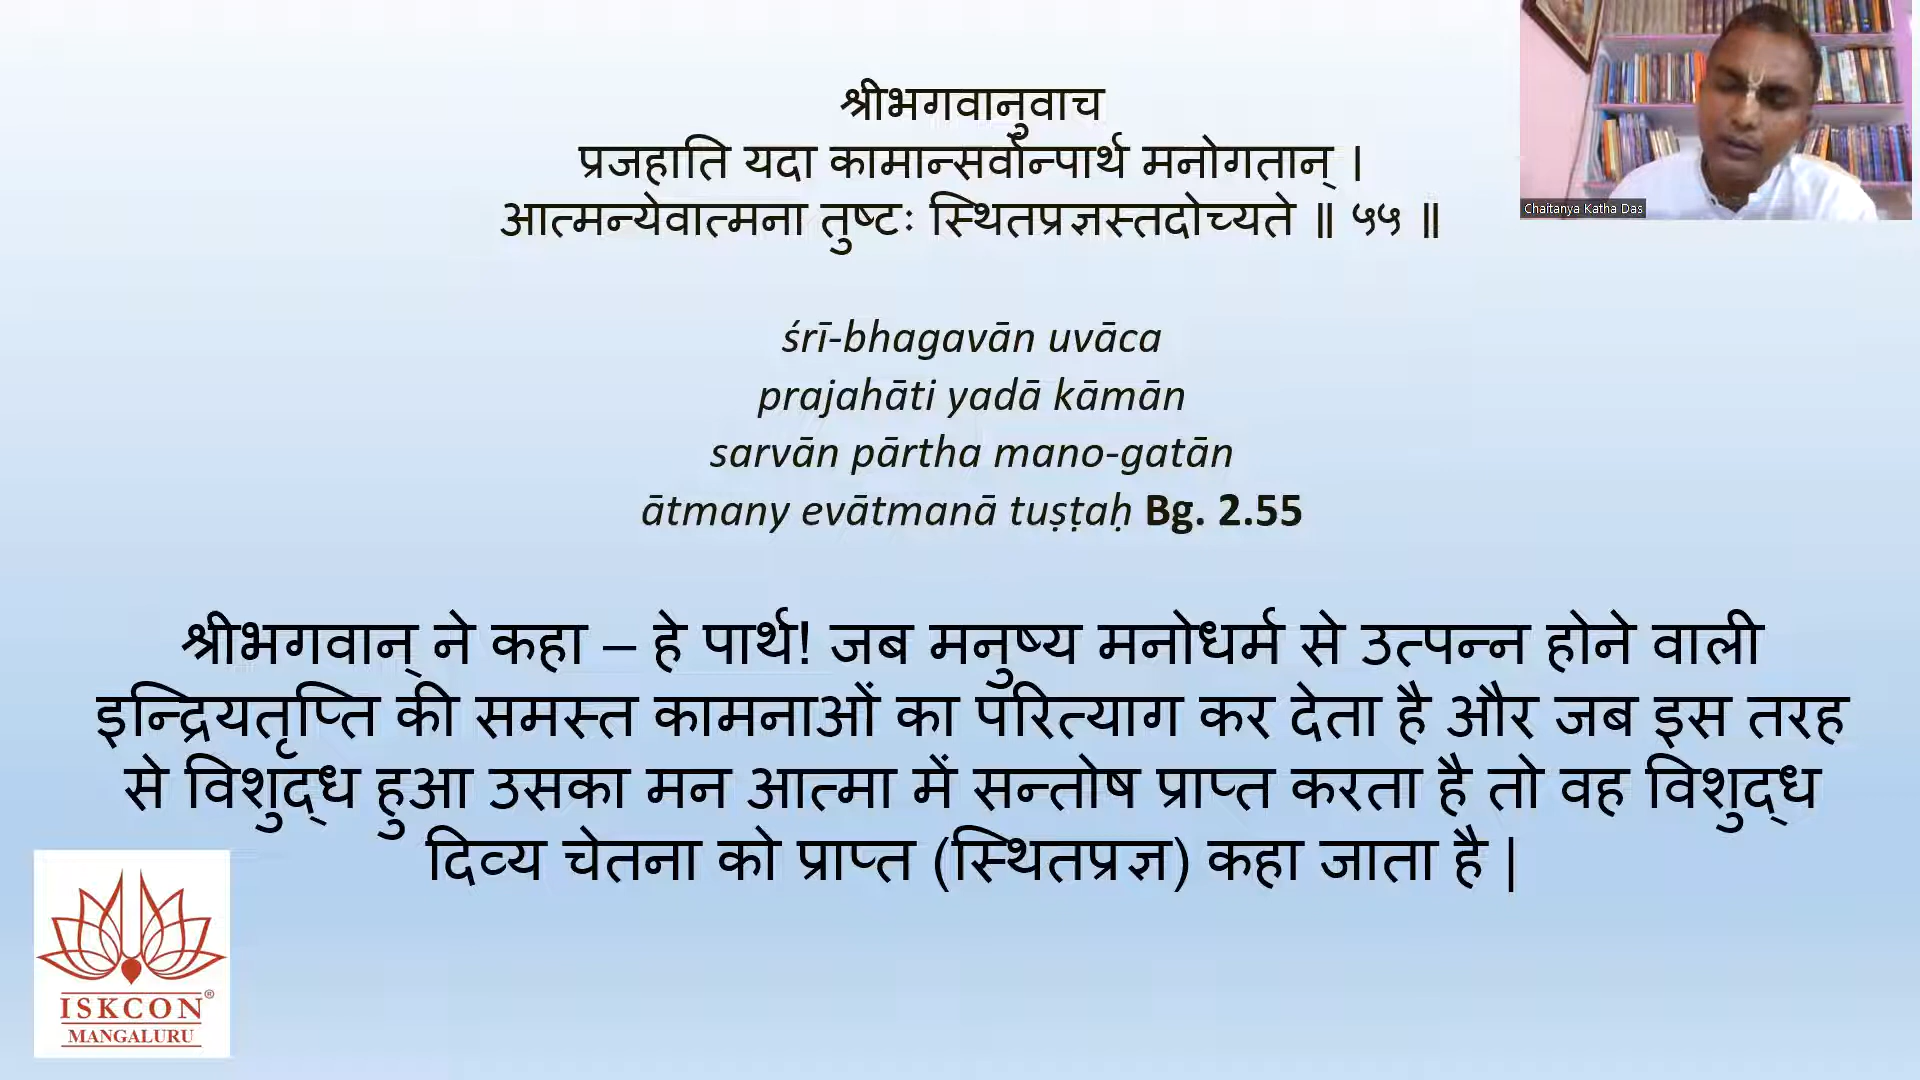 श्रीभगवानुवाच
प्रजहाति यदा कामान्सर्वान्पार्थ मनोगतान् |
आत्मन्येवात्मना तुष्टः स्थितप्रज्ञस्तदोच्यते ॥ ५५ ॥
śrī-bhagavān uvāca
prajahāti yadā kāmān
sarvān pārtha mano-gatān
ātmany evātmanā tuṣṭaḥ Bg. 2.55
श्रीभगवान् ने कहा – हे पार्थ! जब मनुष्य मनोधर्म से उत्पन्न होने वाली
इन्द्रियतृप्ति की समस्त कामनाओं का परित्याग कर देता है और जब इस तरह
से विशुद्ध हुआ उसका मन आत्मा में सन्तोष प्राप्त करता है तो वह विशुद्ध
दिव्य चेतना को प्राप्त (स्थितप्रज्ञ) कहा जाता है |
Chaitanya Katha Das
ISKCON®
MANGALURU